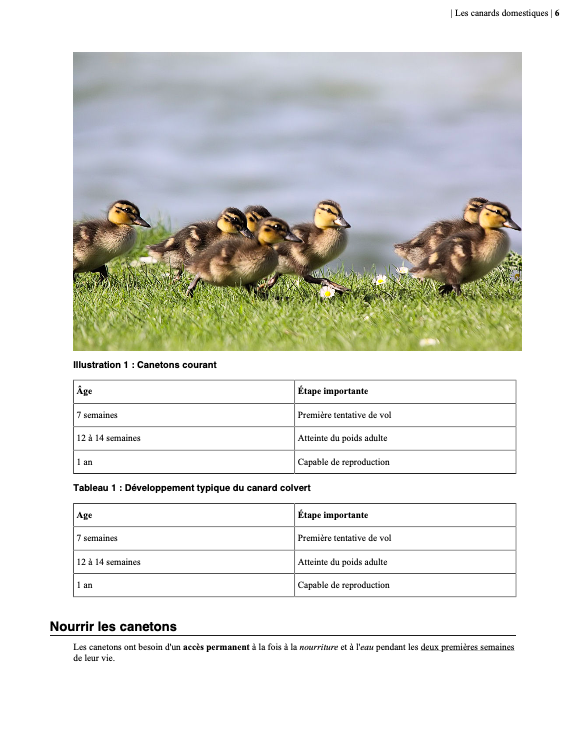 | Les canards domestiques | 6
Illustration 1 : Canetons courant
Âge Étape importante
7 semaines Première tentative de vol
12 à 14 semaines Atteinte du poids adulte
1 an Capable de reproduction
Tableau 1 : Développement typique du canard colvert
Age Étape importante
7 semaines Première tentative de vol
12 à 14 semaines Atteinte du poids adulte
1 an Capable de reproduction
Nourrir les canetons
Les canetons ont besoin d'un accès permanent à la fois à la nourriture et à l'eau pendant les deux premières semaines
de leur vie.